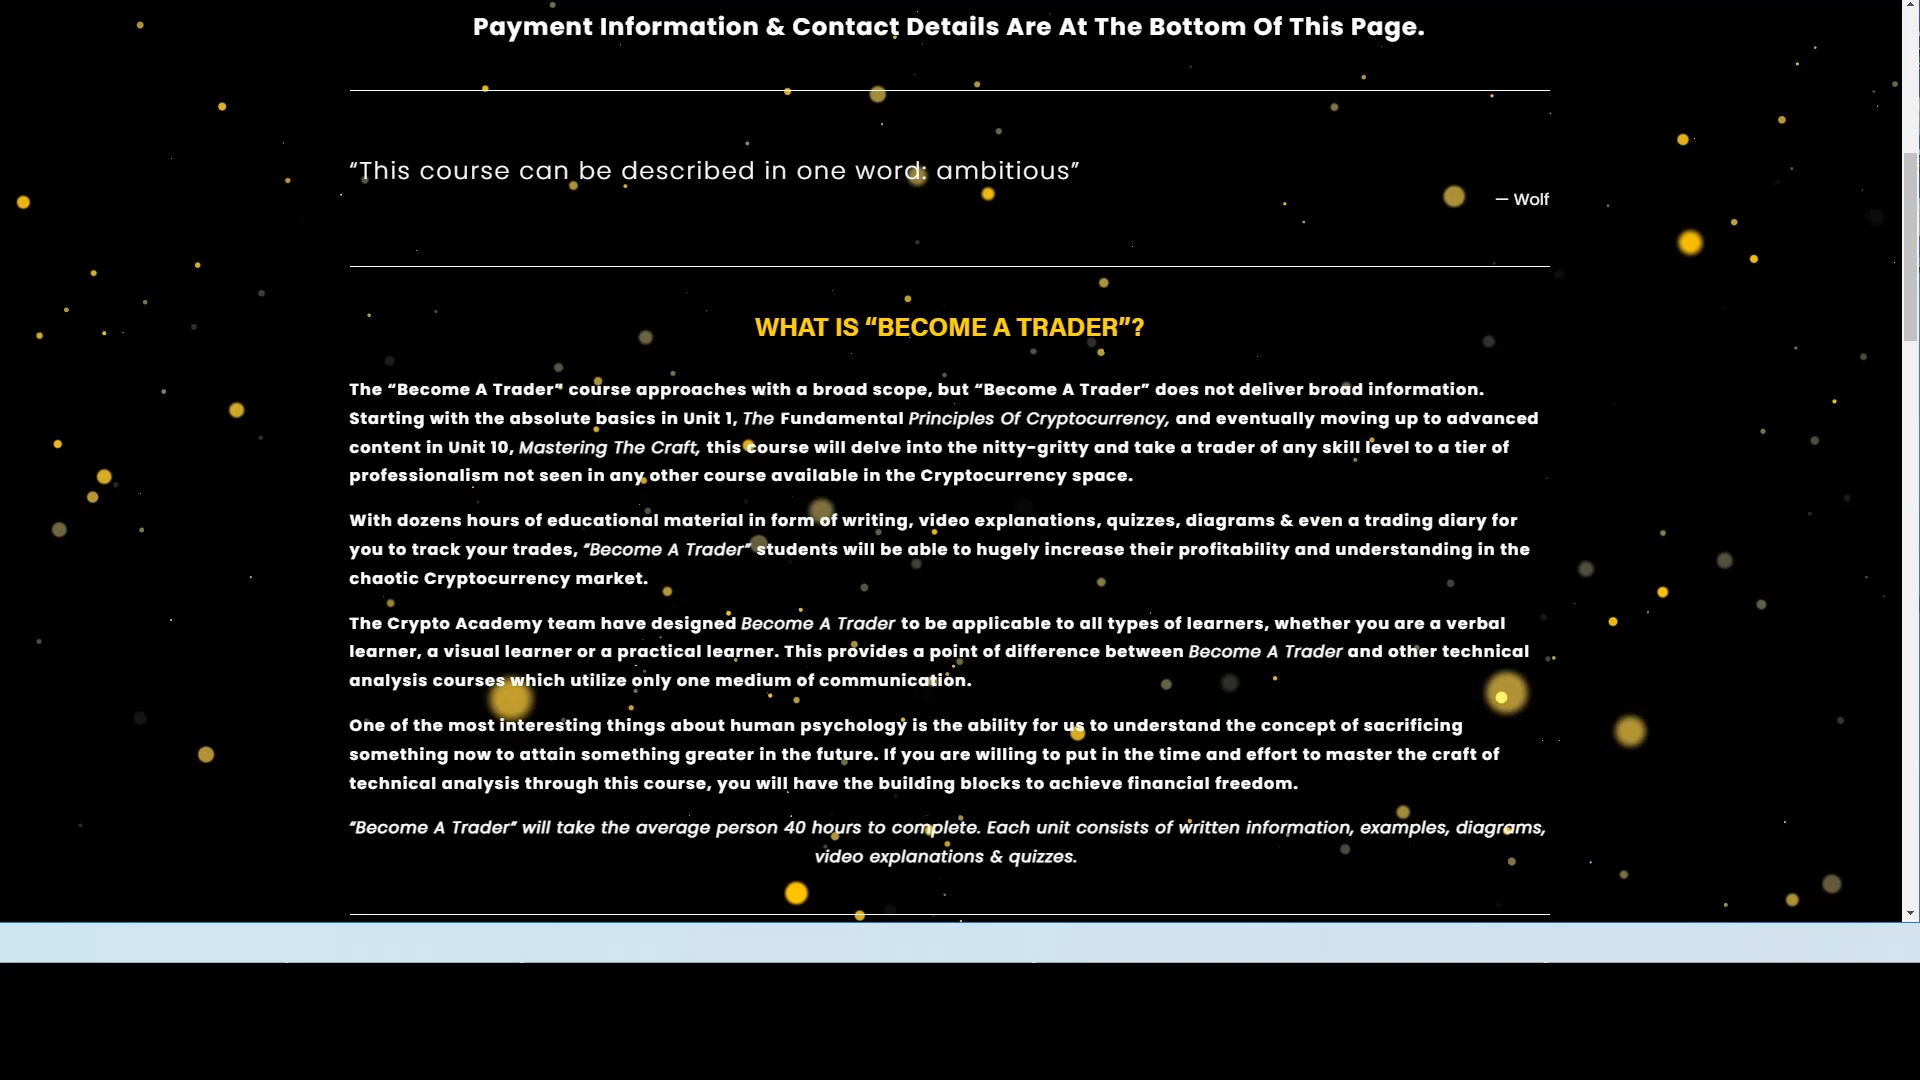 Payment Information & Contact Details Are At The Bottom Of This Page.
“This course can be described in one word: ambitious”
— Wolf
WHAT IS “BECOME A TRADER”?
The “Become A Trader” course approaches with a broad scope, but “Become A Trader” does not deliver broad information.
Starting with the absolute basics in Unit 1, The Fundamental Principles Of Cryptocurrency, and eventually moving up to advanced
content in Unit 10, Mastering The Craft, this course will delve into the nitty-gritty and take a trader of any skill level to a tier of
professionalism not seen in any other course available in the Cryptocurrency space.
With dozens hours of educational material in form of writing, video explanations, quizzes, diagrams & even a trading diary for
you to track your trades, “Become A Trader” students will be able to hugely increase their profitability and understanding in the
chaotic Cryptocurrency market.
The Crypto Academy team have designed Become A Trader to be applicable to all types of learners, whether you are a verbal
learner, a visual learner or a practical learner. This provides a point of difference between Become A Trader and other technical
analysis courses which utilize only one medium of communication.
One of the most interesting things about human psychology is the ability for us to understand the concept of sacrificing
something now to attain something greater in the future. If you are willing to put in the time and effort to master the craft of
technical analysis through this course, you will have the building blocks to achieve financial freedom.
“Become A Trader” will take the average person 40 hours to complete. Each unit consists of written information, examples, diagrams,
video explanations & quizzes.